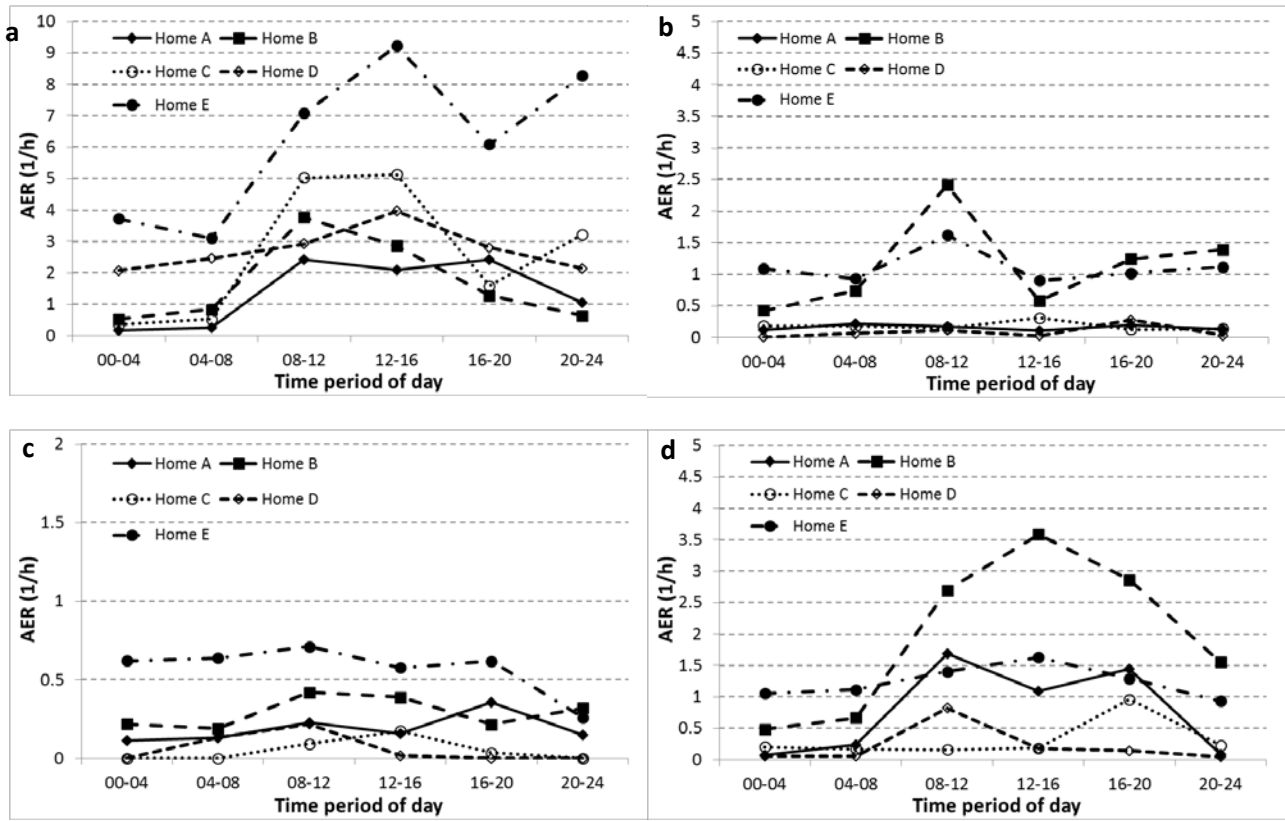 a
10
9
8
7
6
5
4
3
2
1
0
AER (1/h)
Home A
Home B
Home C
Home D
Home E
00-04 04-08 08-12 12-16 16-20 20-24
Time period of day
b
5
4.5
4
3.5
3
2.5
2
1.5
1
0.5
0
AER (1/h)
Home A
Home B
Home C
Home D
Home E
00-04 04-08 08-12 12-16 16-20 20-24
Time period of day
c
2
1.5
1
0.5
0
AER (1/h)
Home A
Home B
Home C
Home D
Home E
00-04 04-08 08-12 12-16 16-20 20-24
Time period of day
d
5
4.5
4
3.5
3
2.5
2
1.5
1
0.5
0
AER (1/h)
Home A
Home B
Home C
Home D
Home E
00-04 04-08 08-12 12-16 16-20 20-24
Time period of day